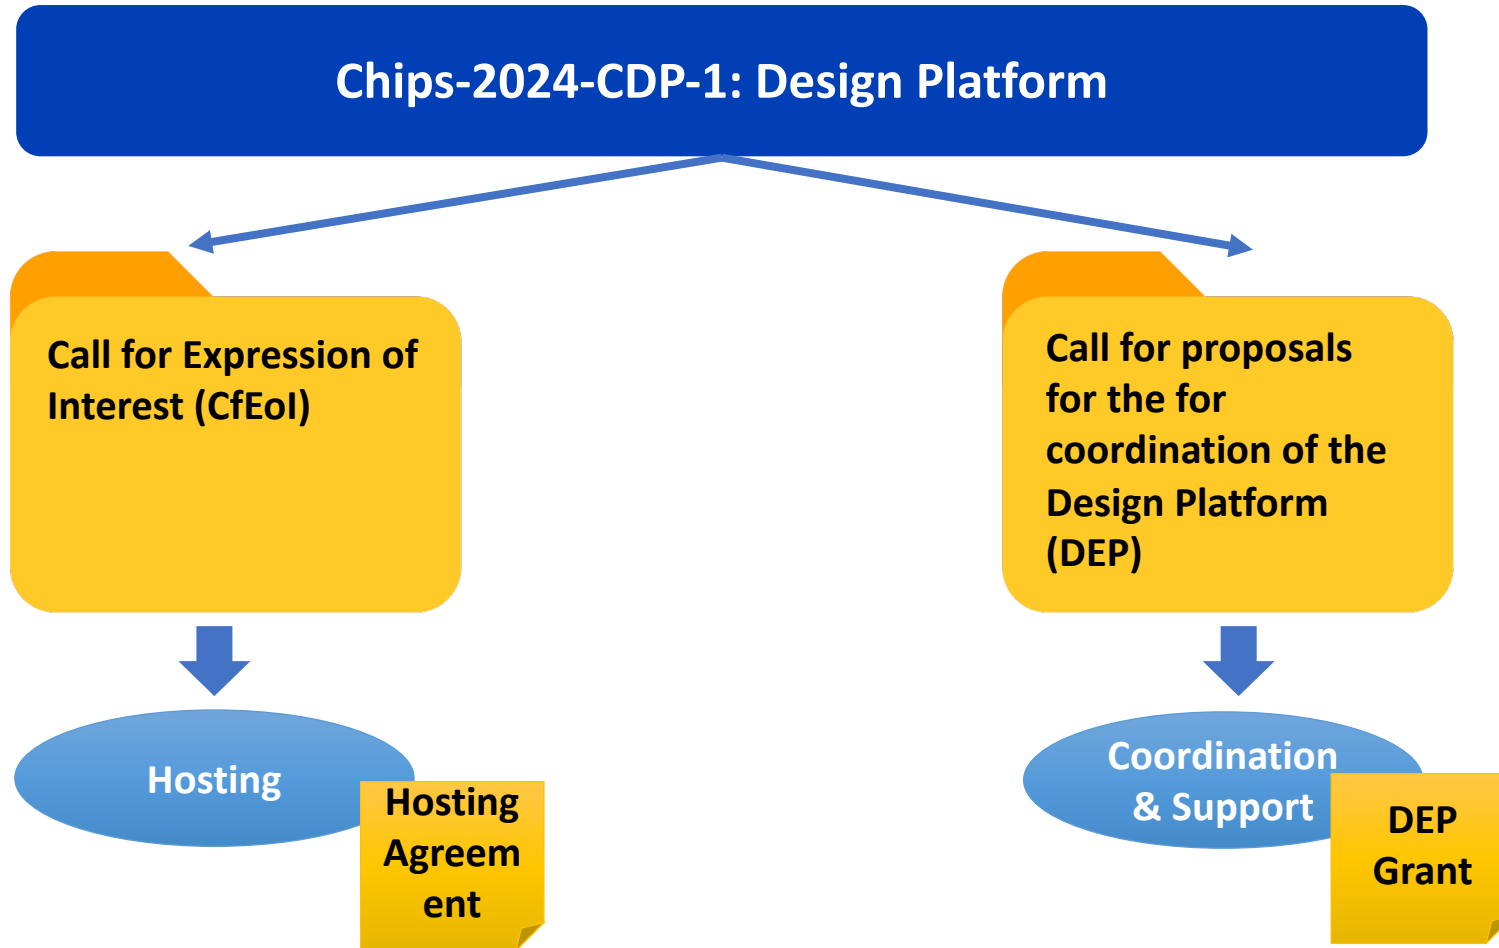 Chips-2024-CDP-1: Design Platform
Call for Expression of
Interest (CfEoI)
Call for proposals
for the for
coordination of the
Design Platform
(DEP)
Hosting
Hosting
Agreem
ent
Coordination
& Support
DEP
Grant